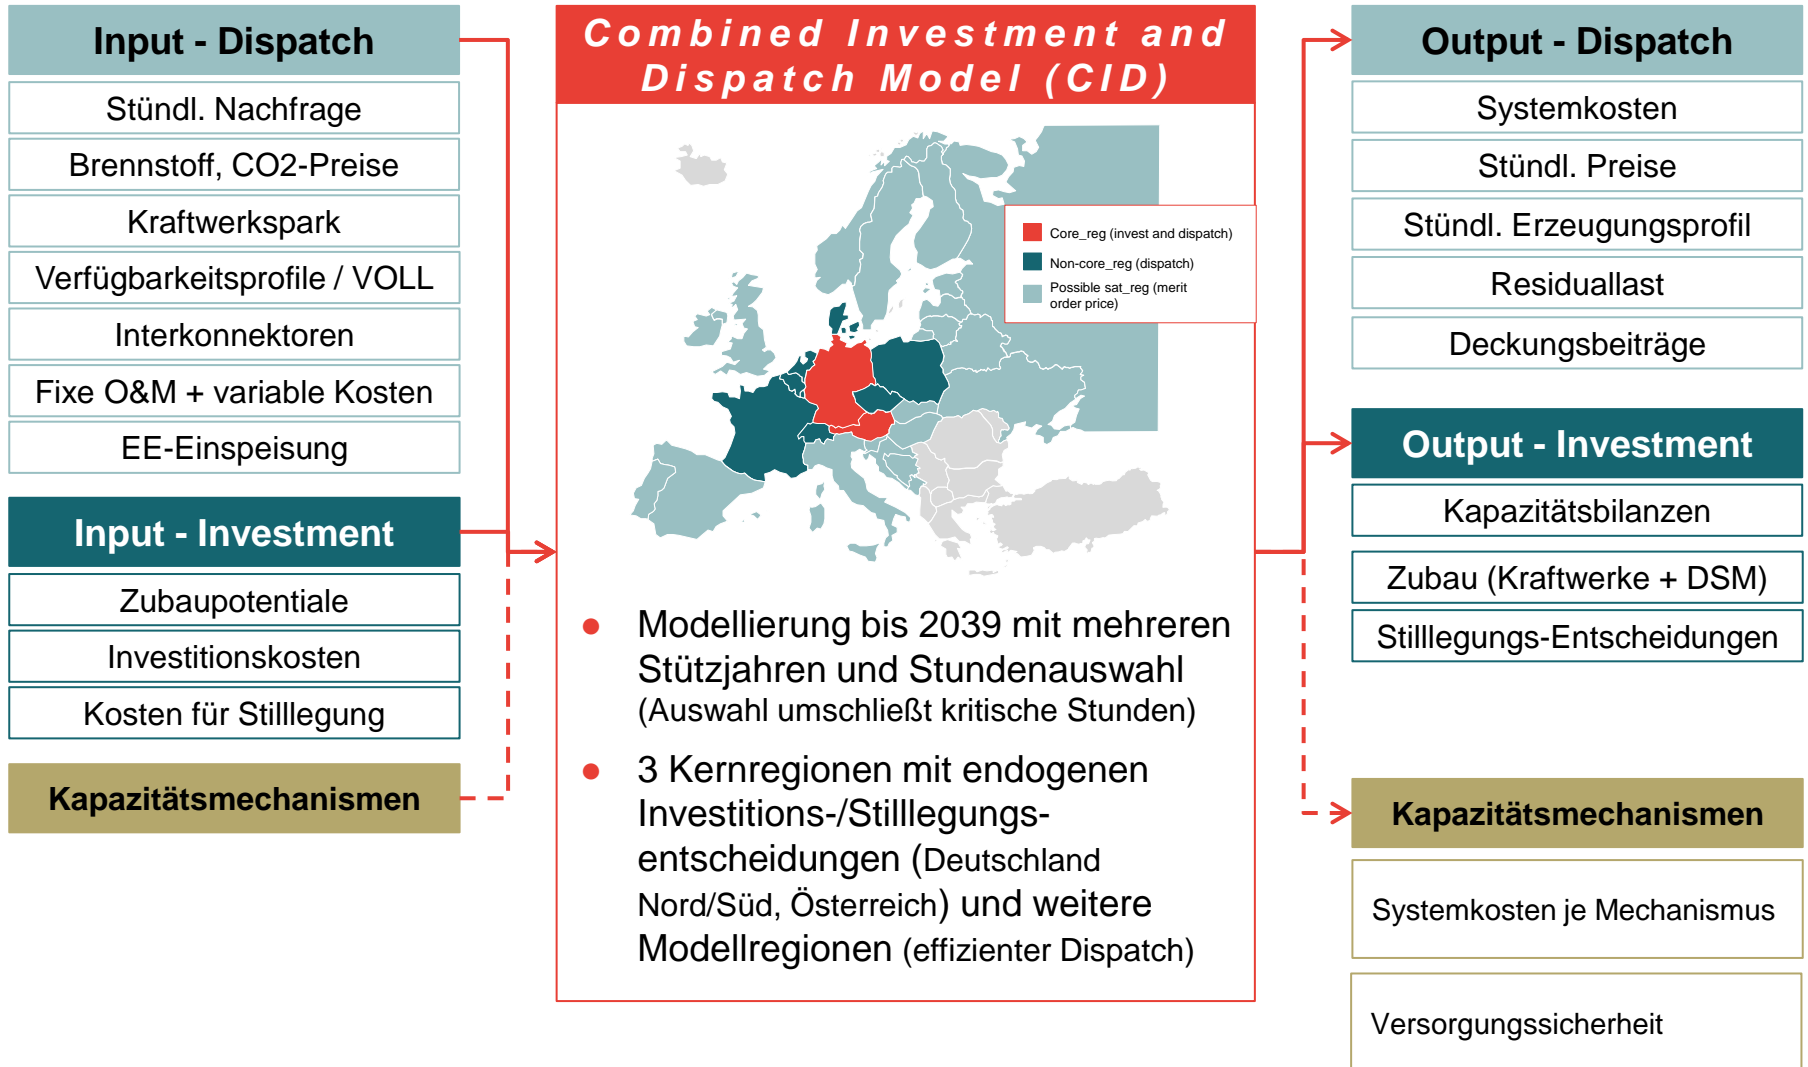 Input - Dispatch
Stündl. Nachfrage
Brennstoff, CO2-Preise
Kraftwerkspark
Verfügbarkeitsprofile / VOLL
Interkonnektoren
Fixe O&M + variable Kosten
EE-Einspeisung
Input - Investment
Zubaupotentiale
Investitionskosten
Kosten für Stilllegung
Kapazitätsmechanismen
Combined Investment and
Dispatch Model (CID)
Core_reg (invest and dispatch)
Non-core_reg (dispatch)
Possible sat_reg (merit
order price)
● Modellierung bis 2039 mit mehreren
Stützjahren und Stundenauswahl
(Auswahl umschließt kritische Stunden)
● 3 Kernregionen mit endogenen
Investitions-/Stilllegungs-
entscheidungen (Deutschland
Nord/Süd, Österreich) und weitere
Modellregionen (effizienter Dispatch)
Output - Dispatch
Systemkosten
Stündl. Preise
Stündl. Erzeugungsprofil
Residuallast
Deckungsbeiträge
Output - Investment
Kapazitätsbilanzen
Zubau (Kraftwerke + DSM)
Stilllegungs-Entscheidungen
Kapazitätsmechanismen
Systemkosten je Mechanismus
Versorgungssicherheit